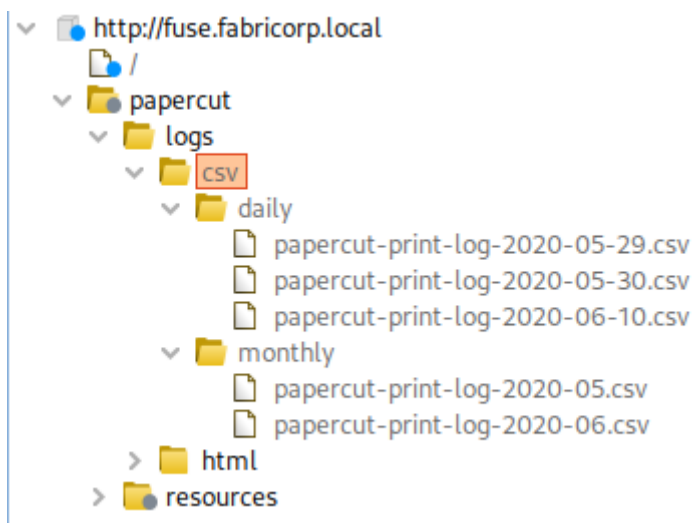 http://fuse.fabricorp.local
/
papercut
logs
csv
daily
papercut-print-log-2020-05-29.csv
papercut-print-log-2020-05-30.csv
papercut-print-log-2020-06-10.csv
monthly
papercut-print-log-2020-05.csv
papercut-print-log-2020-06.csv
html
resources